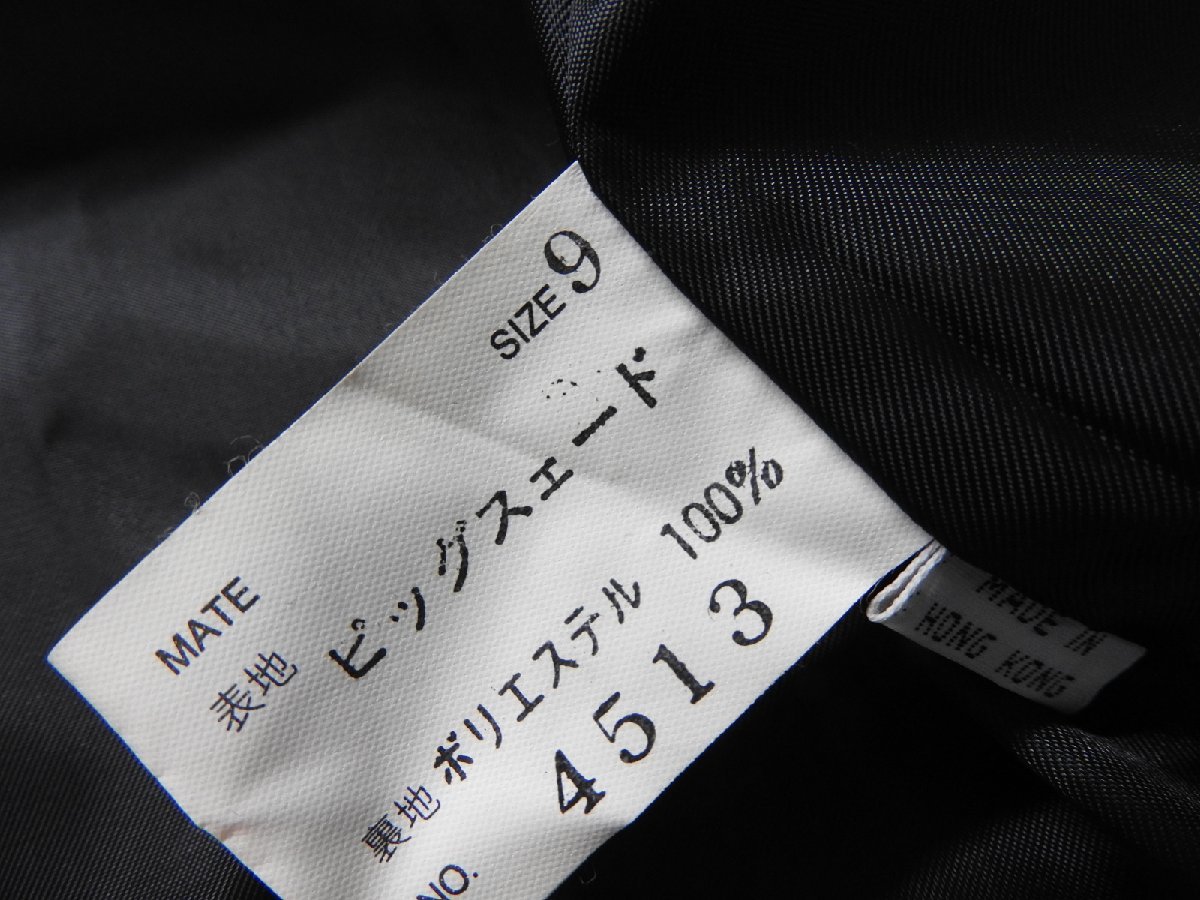 SIZE 9
MATE
表地 ピッグスエード
裏地 ポリエステル 100%
NO. 4513
MADE IN
HONG KONG